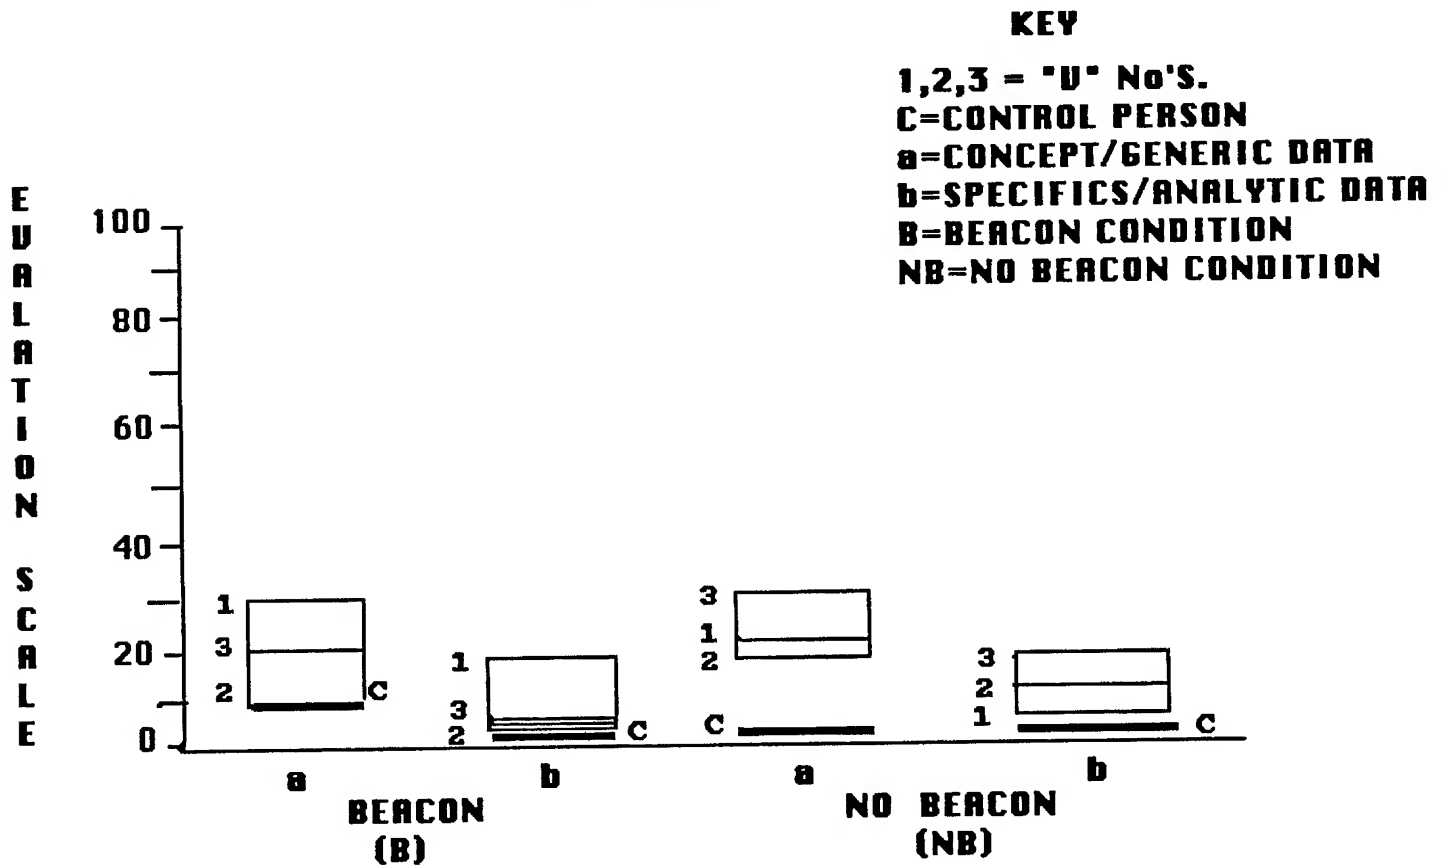 KEY
1,2,3 = "V" No'S.
C=CONTROL PERSON
a=CONCEPT/GENERIC DATA
b=SPECIFICS/ANALYTIC DATA
B=BEACON CONDITION
NB=NO BEACON CONDITION
EVALATION SCALE
100
80
60
40
20
0
1
3
2
C
1
3
2
C
3
1
2
C
3
2
1
C
a
b
a
b
BEACON
(B)
NO BEACON
(NB)